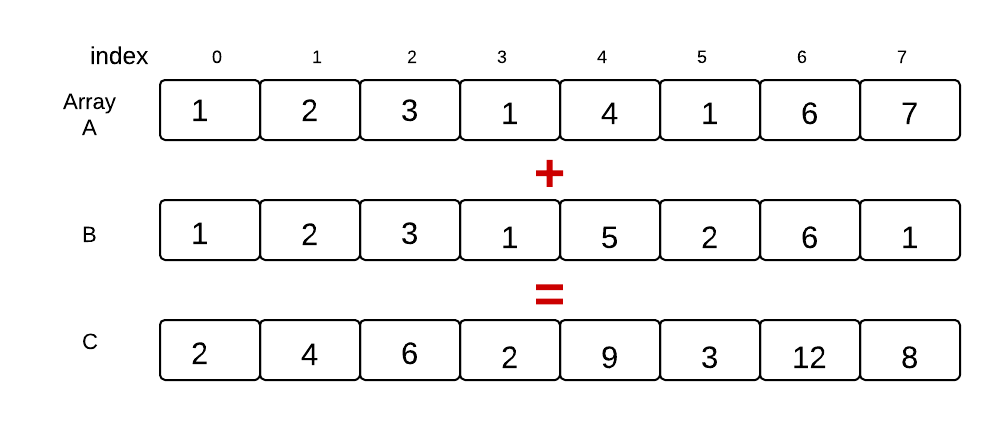 index 0 1 2 3 4 5 6 7
Array
A
1 2 3 1 4 1 6 7
+
B 1 2 3 1 5 2 6 1
=
C 2 4 6 2 9 3 12 8